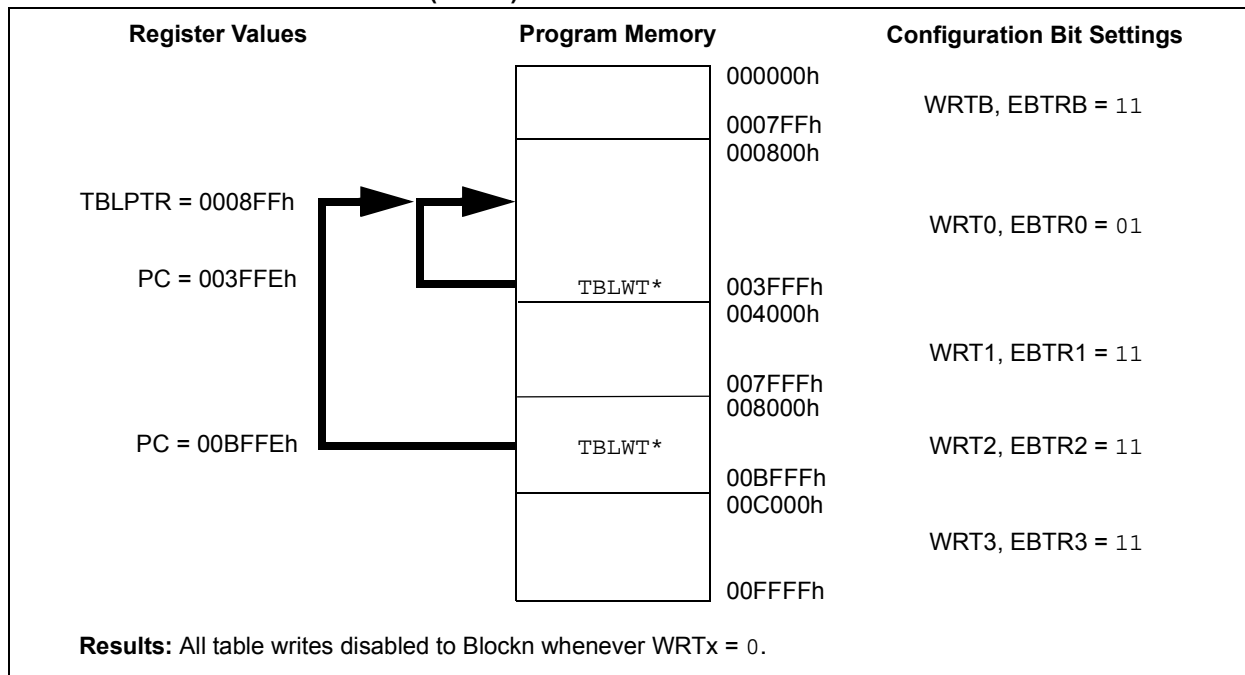 Register Values Program Memory Configuration Bit Settings
000000h
WRTB, EBTRB = 11
0007FFh
000800h
TBLPTR = 0008FFh
WRT0, EBTR0 = 01
PC = 003FFEh TBLWT* 003FFFh
004000h
WRT1, EBTR1 = 11
007FFFh
008000h
PC = 00BFFEh TBLWT* WRT2, EBTR2 = 11
00BFFFh
00C000h
WRT3, EBTR3 = 11
00FFFFh
Results: All table writes disabled to Blockn whenever WRTx = 0.